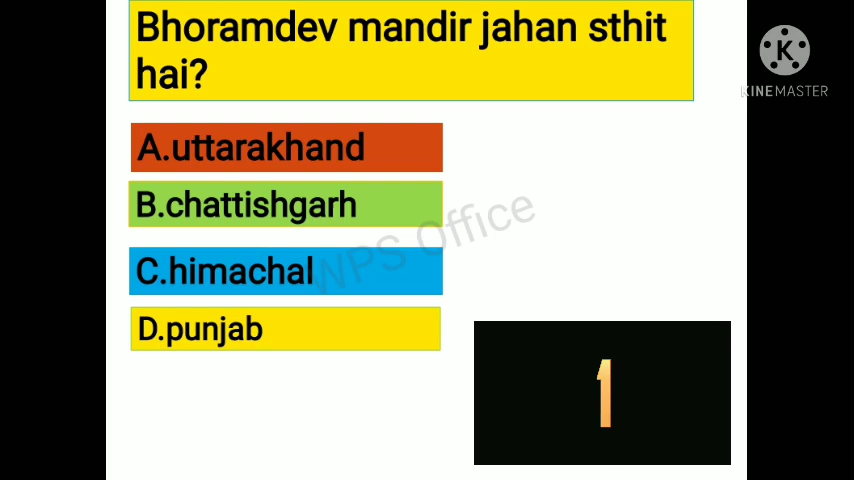 Bhoramdev mandir jahan sthit
hai?
K
KINEMASTER
A.uttarakhand
B.chattishgarh
WPS Office
C.himachal
D.punjab
1